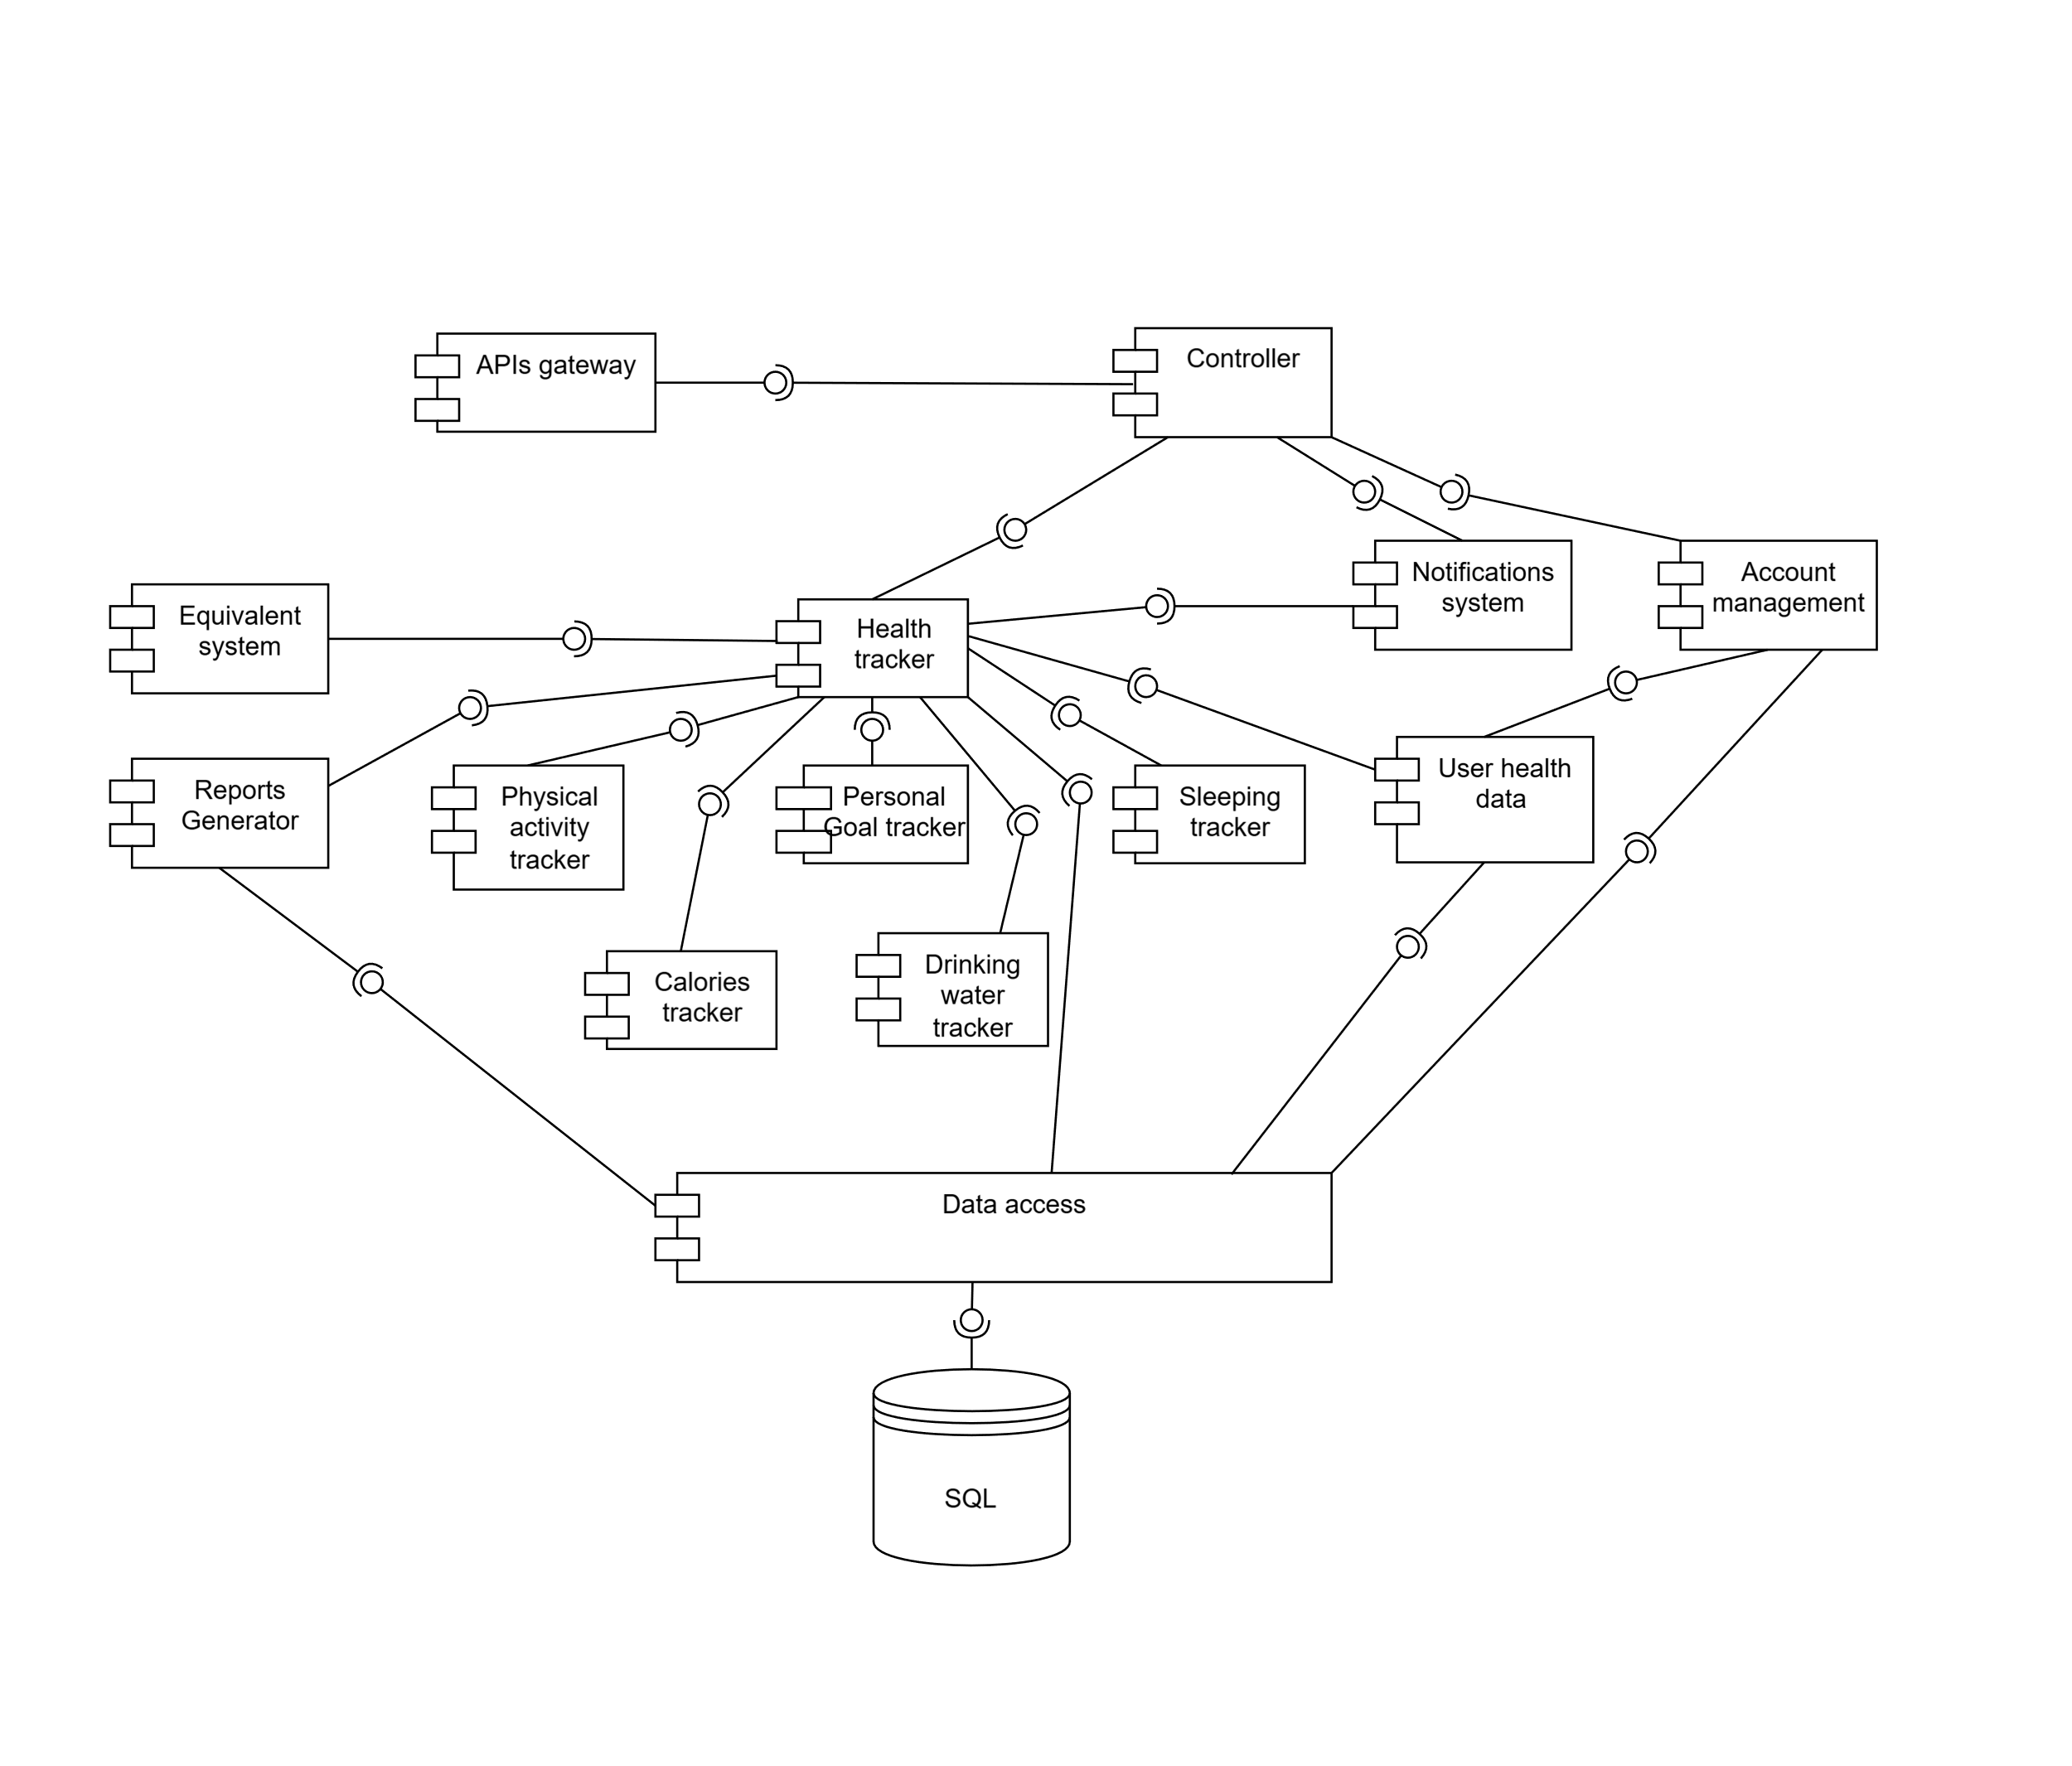 APIs gateway
Controller
Notifications
system
Account
management
Equivalent
system
Health
tracker
Reports
Generator
Physical
activity
tracker
Personal
Goal tracker
Sleeping
tracker
User health
data
Calories
tracker
Drinking
water
tracker
Data access
SQL